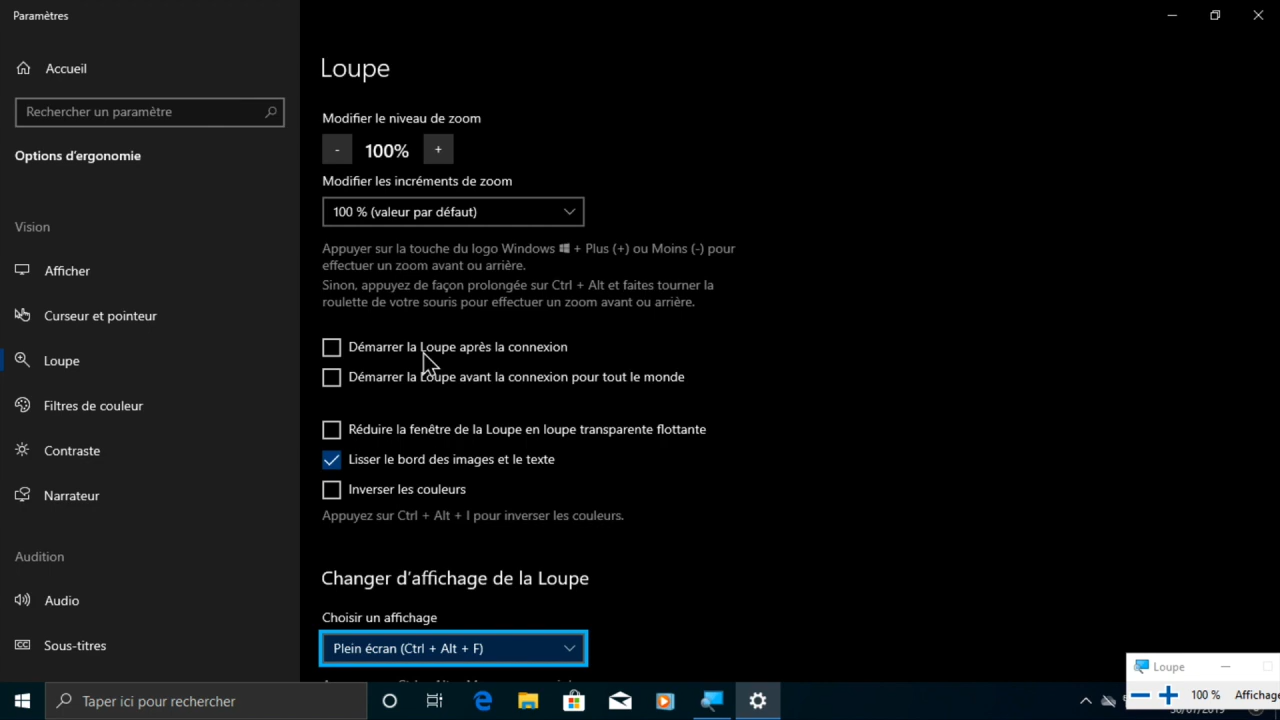 Paramètres
Accueil
Rechercher un paramètre
Options d'ergonomie
Vision
Afficher
Curseur et pointeur
Loupe
Filtres de couleur
Contraste
Narrateur
Audition
Audio
Sous-titres
Loupe
Modifier le niveau de zoom
- 100% +
Modifier les incréments de zoom
100 % (valeur par défaut)
Appuyer sur la touche du logo Windows + Plus (+) ou Moins (-) pour
effectuer un zoom avant ou arrière.
Sinon, appuyez de façon prolongée sur Ctrl + Alt et faites tourner la
roulette de votre souris pour effectuer un zoom avant ou arrière.
Démarrer la Loupe après la connexion
Démarrer la Loupe avant la connexion pour tout le monde
Réduire la fenêtre de la Loupe en loupe transparente flottante
Lisser le bord des images et le texte
Inverser les couleurs
Appuyez sur Ctrl + Alt + I pour inverser les couleurs.
Changer d'affichage de la Loupe
Choisir un affichage
Plein écran (Ctrl + Alt + F)
Loupe
100 % Affichage
Taper ici pour rechercher